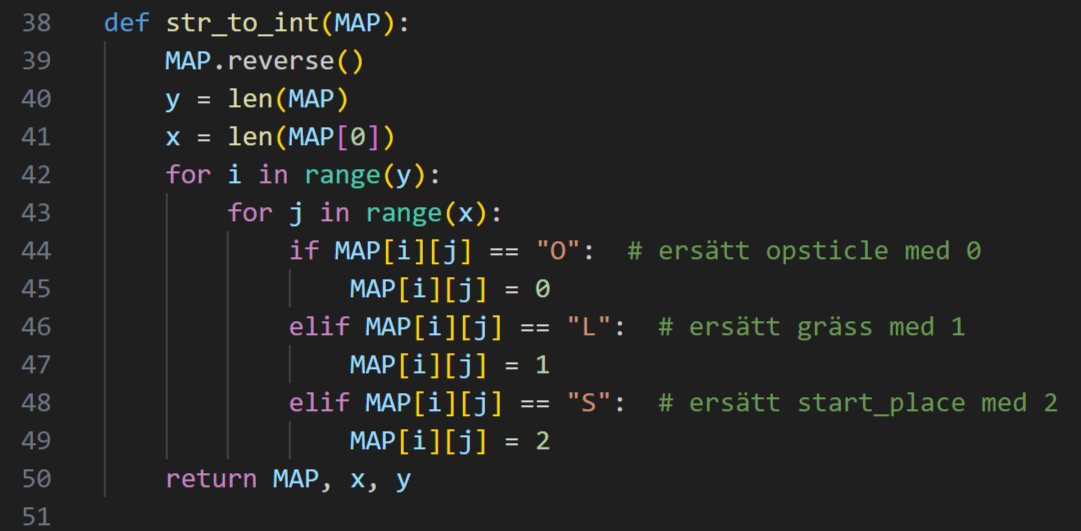 38 def str_to_int(MAP):
39 MAP.reverse()
40 y = len(MAP)
41 x = len(MAP[0])
42 for i in range(y):
43 for j in range(x):
44 if MAP[i][j] == "O": # ersätt opsticle med 0
45 MAP[i][j] = 0
46 elif MAP[i][j] == "L": # ersätt gräss med 1
47 MAP[i][j] = 1
48 elif MAP[i][j] == "S": # ersätt start_place med 2
49 MAP[i][j] = 2
50 return MAP, x, y
51